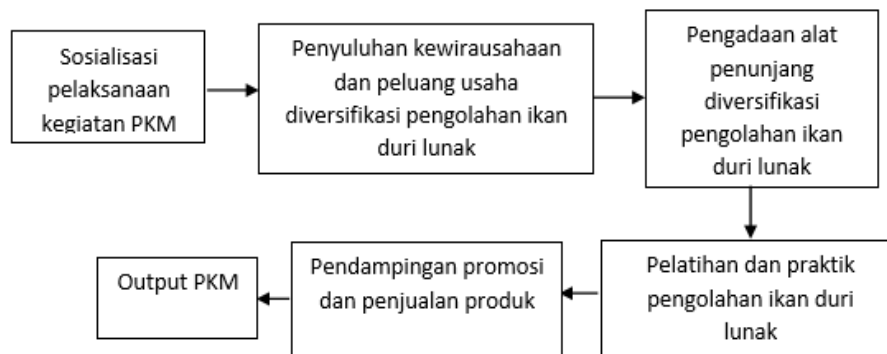 Sosialisasi
pelaksanaan
kegiatan PKM
Penyuluhan kewirausahaan
dan peluang usaha
diversifikasi pengolahan ikan
duri lunak
Pengadaan alat
penunjang
diversifikasi
pengolahan ikan
duri lunak
Pelatihan dan praktik
pengolahan ikan duri
lunak
Pendampingan promosi
dan penjualan produk
Output PKM